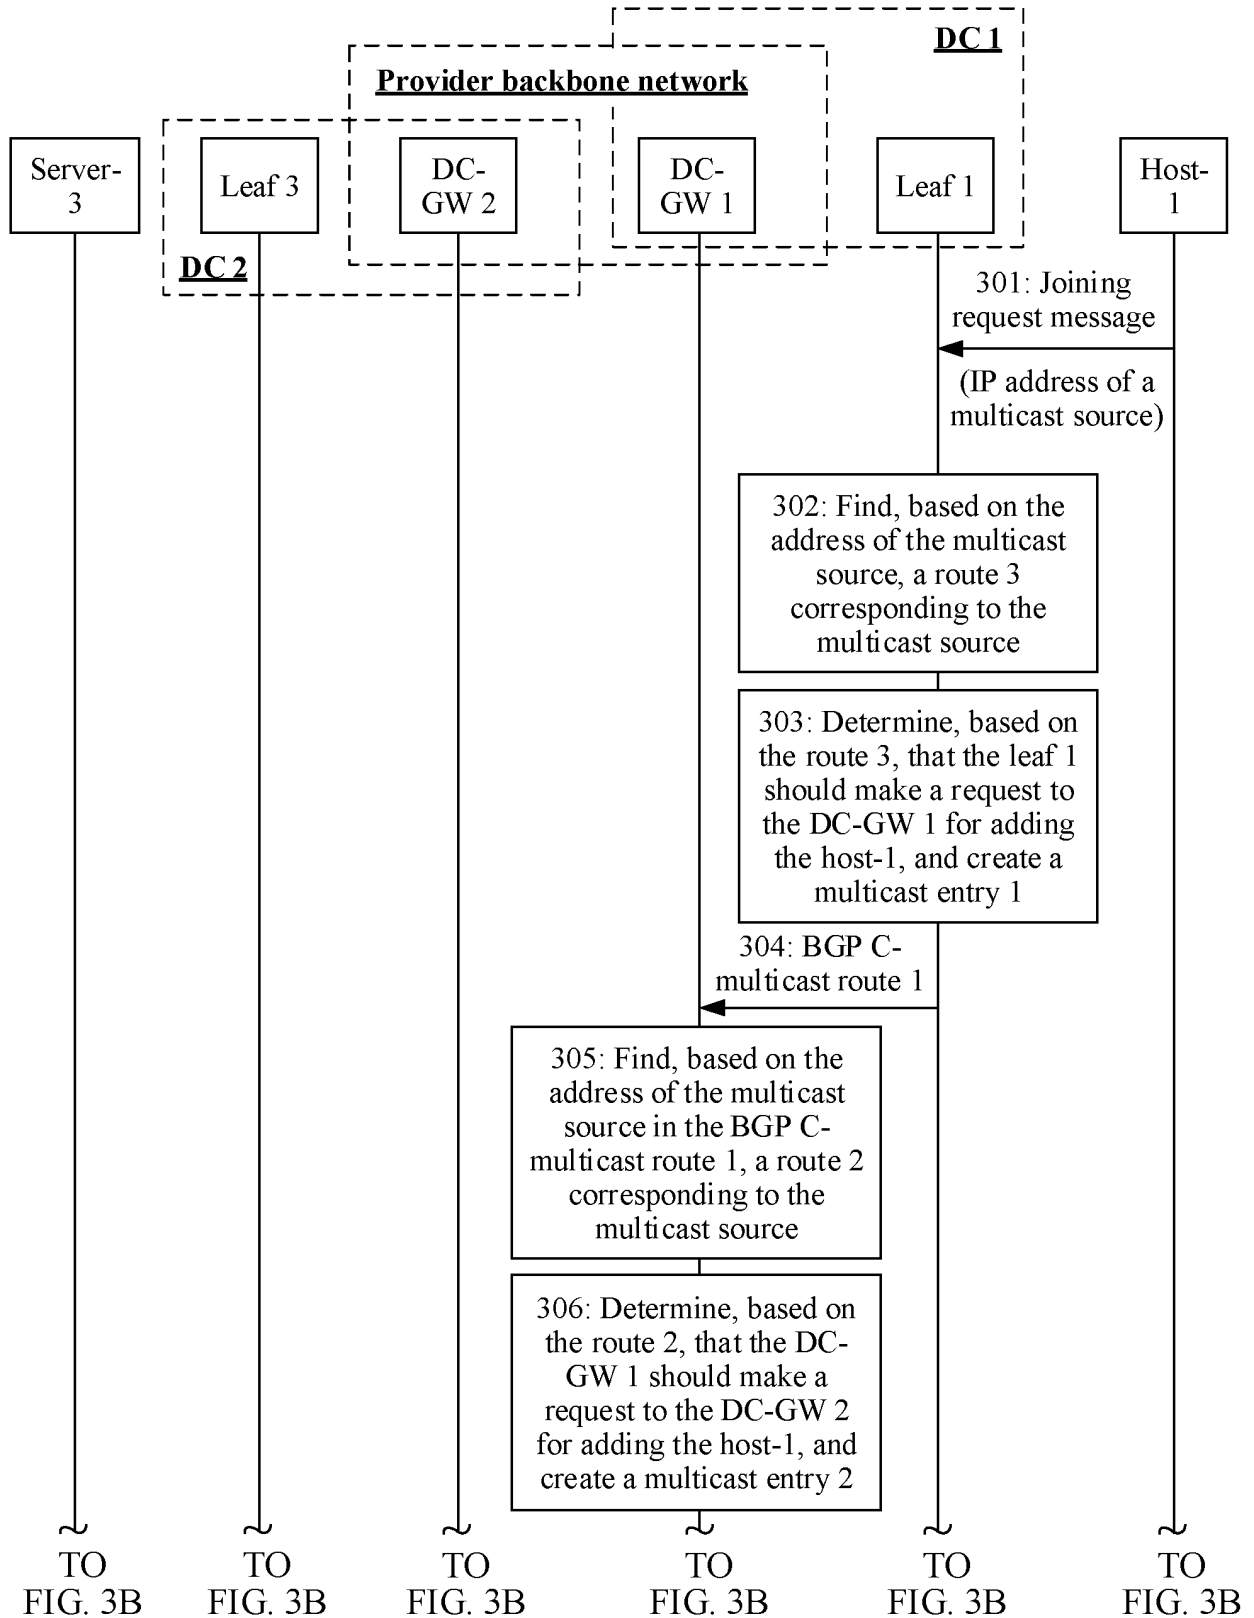 DC 1
Provider backbone network
Server-
3
Leaf 3
DC-
GW 2
DC-
GW 1
Leaf 1
Host-
1
DC 2
301: Joining
request message
(IP address of a
multicast source)
302: Find, based on the
address of the multicast
source, a route 3
corresponding to the
multicast source
303: Determine, based on
the route 3, that the leaf 1
should make a request to
the DC-GW 1 for adding
the host-1, and create a
multicast entry 1
304: BGP C-
multicast route 1
305: Find, based on the
address of the multicast
source in the BGP C-
multicast route 1, a route 2
corresponding to the
multicast source
306: Determine, based on
the route 2, that the DC-
GW 1 should make a
request to the DC-GW 2
for adding the host-1, and
create a multicast entry 2
TO
FIG. 3B
TO
FIG. 3B
TO
FIG. 3B
TO
FIG. 3B
TO
FIG. 3B
TO
FIG. 3B